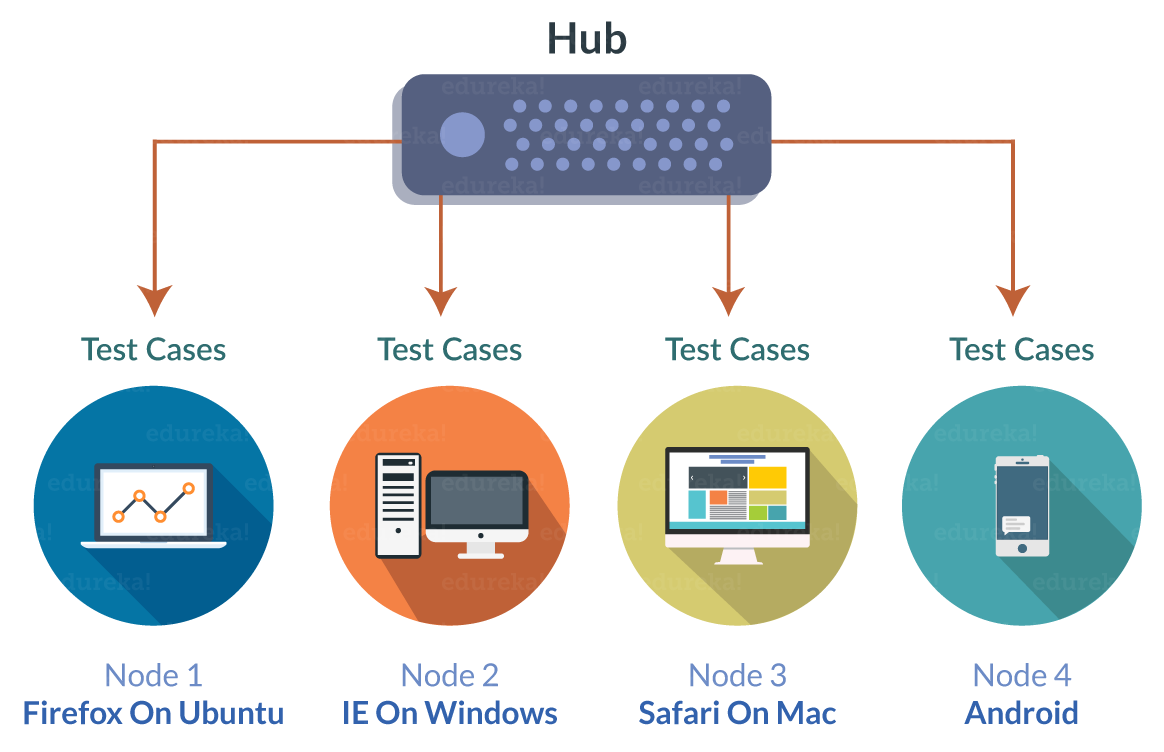 Hub
edureka!
Test Cases
Test Cases
Test Cases
Test Cases
Node 1
Node 2
Node 3
Node 4
Firefox On Ubuntu
IE On Windows
Safari On Mac
Android